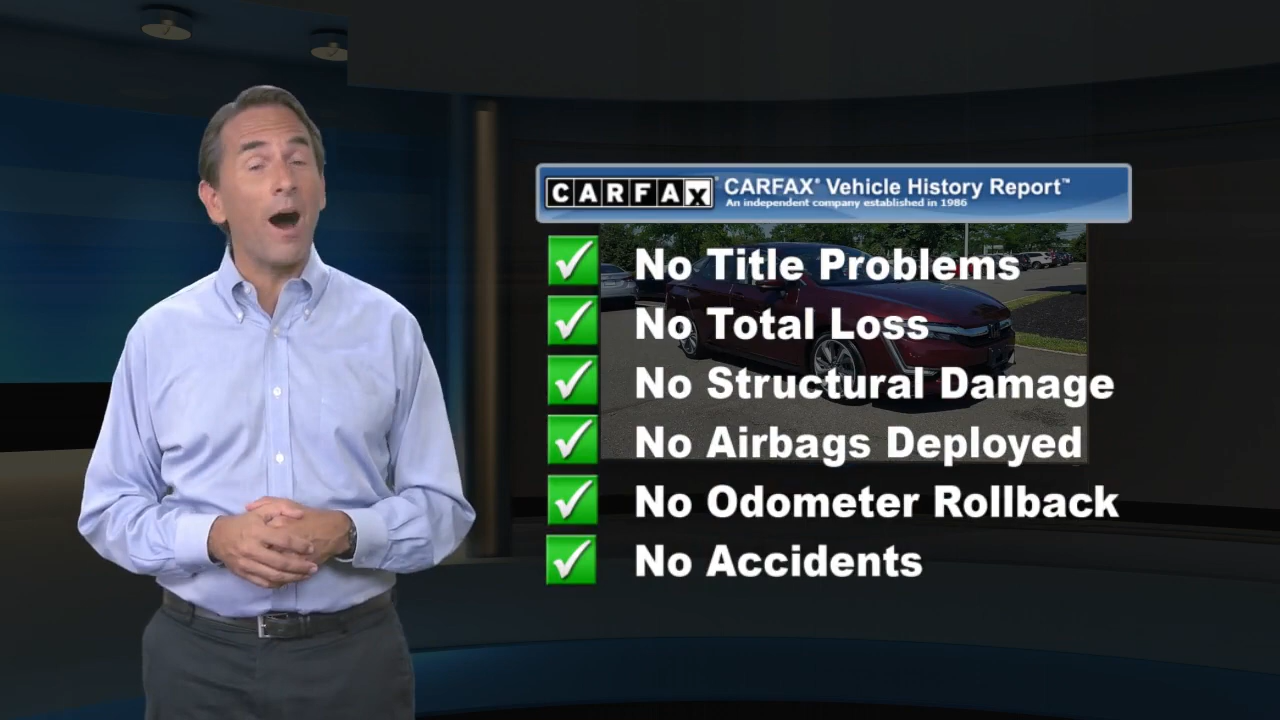 CARFAX® CARFAX® Vehicle History Report™
An independent company established in 1986
No Title Problems
No Total Loss
No Structural Damage
No Airbags Deployed
No Odometer Rollback
No Accidents